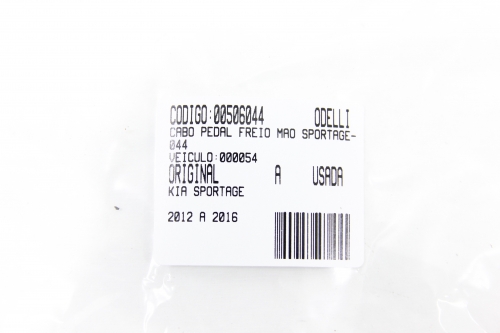 CODIGO:00506044 ODELLI
CABO PEDAL FREIO MAO SPORTAGE-
044
VEICULO:000054
ORIGINAL A USADA
KIA SPORTAGE
2012 A 2016